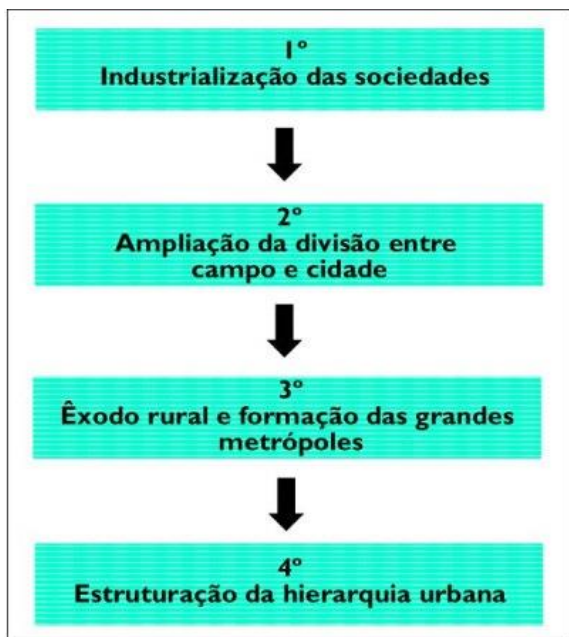 1º
Industrialização das sociedades
2º
Ampliação da divisão entre
campo e cidade
3º
Êxodo rural e formação das grandes
metrópoles
4º
Estruturação da hierarquia urbana